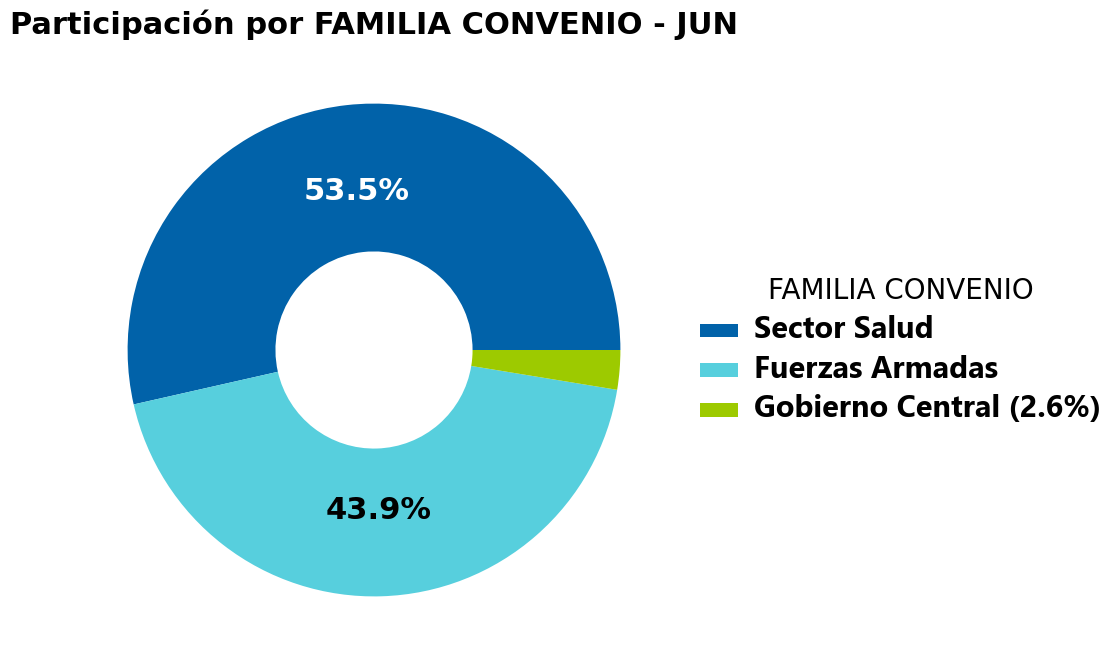 Participación por FAMILIA CONVENIO - JUN
53.5%
43.9%
FAMILIA CONVENIO
Sector Salud
Fuerzas Armadas
Gobierno Central (2.6%)